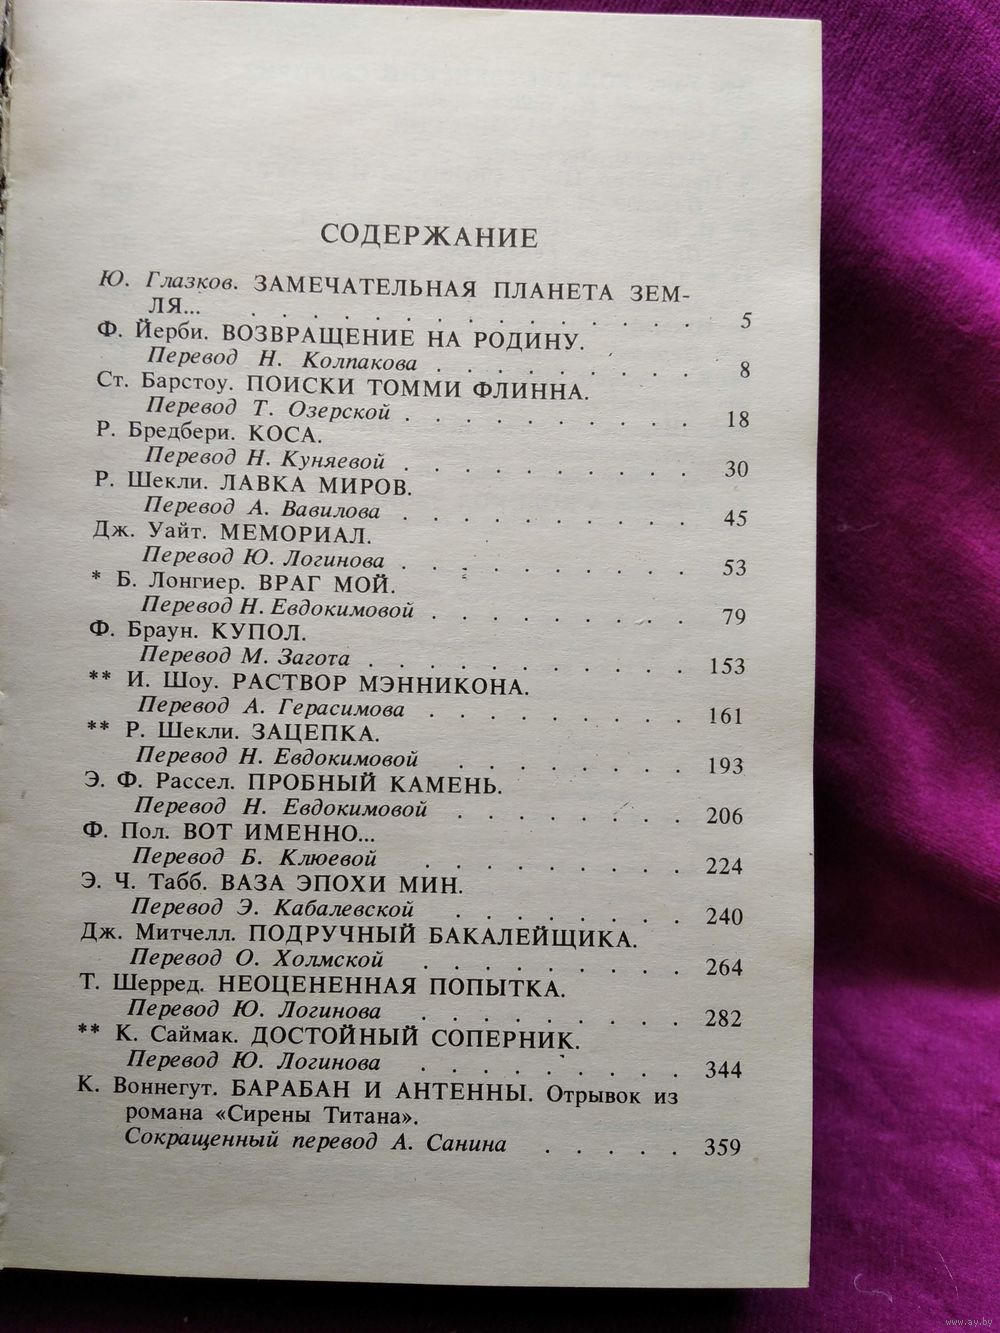 СОДЕРЖАНИЕ
Ю. Глазков. ЗАМЕЧАТЕЛЬНАЯ ПЛАНЕТА ЗЕМ-
ЛЯ... . . . . . . . . . . . . . . . . 5
Ф. Йерби. ВОЗВРАЩЕНИЕ НА РОДИНУ.
Перевод Н. Колпакова . . . . . . . . . 8
Ст. Барстоу. ПОИСКИ ТОММИ ФЛИННА.
Перевод Т. Озерской . . . . . . . . . . 18
Р. Бредбери. КОСА.
Перевод Н. Куняевой . . . . . . . . . . 30
Р. Шекли. ЛАВКА МИРОВ.
Перевод А. Вавилова . . . . . . . . . . 45
Дж. Уайт. МЕМОРИАЛ.
Перевод Ю. Логинова . . . . . . . . . . 53
* Б. Лонгиер. ВРАГ МОЙ.
Перевод Н. Евдокимовой . . . . . . . . . 79
Ф. Браун. КУПОЛ.
Перевод М. Загота . . . . . . . . . . . 153
** И. Шоу. РАСТВОР МЭННИКОНА.
Перевод А. Герасимова . . . . . . . . . 161
** Р. Шекли. ЗАЦЕПКА.
Перевод Н. Евдокимовой . . . . . . . . 193
Э. Ф. Рассел. ПРОБНЫЙ КАМЕНЬ.
Перевод Н. Евдокимовой . . . . . . . . 206
Ф. Пол. ВОТ ИМЕННО...
Перевод Б. Клюевой . . . . . . . . . 224
Э. Ч. Табб. ВАЗА ЭПОХИ МИН.
Перевод Э. Кабалевской . . . . . . . . 240
Дж. Митчелл. ПОДРУЧНЫЙ БАКАЛЕЙЩИКА.
Перевод О. Холмской . . . . . . . . . 264
Т. Шерред. НЕОЦЕНЕННАЯ ПОПЫТКА.
Перевод Ю. Логинова . . . . . . . . . 282
** К. Саймак. ДОСТОЙНЫЙ СОПЕРНИК.
Перевод Ю. Логинова . . . . . . . . . 344
К. Воннегут. БАРАБАН И АНТЕННЫ. Отрывок из
романа «Сирены Титана».
Сокращенный перевод А. Санина . . . . . 359
www.ay.by